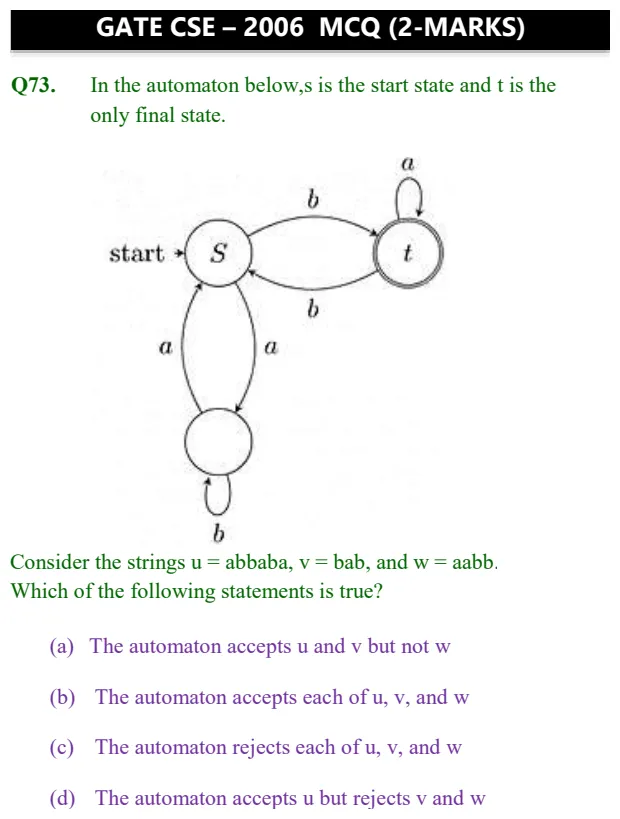 GATE CSE – 2006 MCQ (2-MARKS)
Q73. In the automaton below,s is the start state and t is the
only final state.
a
b
start S t
b
a a
b
Consider the strings u = abbaba, v = bab, and w = aabb.
Which of the following statements is true?
(a) The automaton accepts u and v but not w
(b) The automaton accepts each of u, v, and w
(c) The automaton rejects each of u, v, and w
(d) The automaton accepts u but rejects v and w